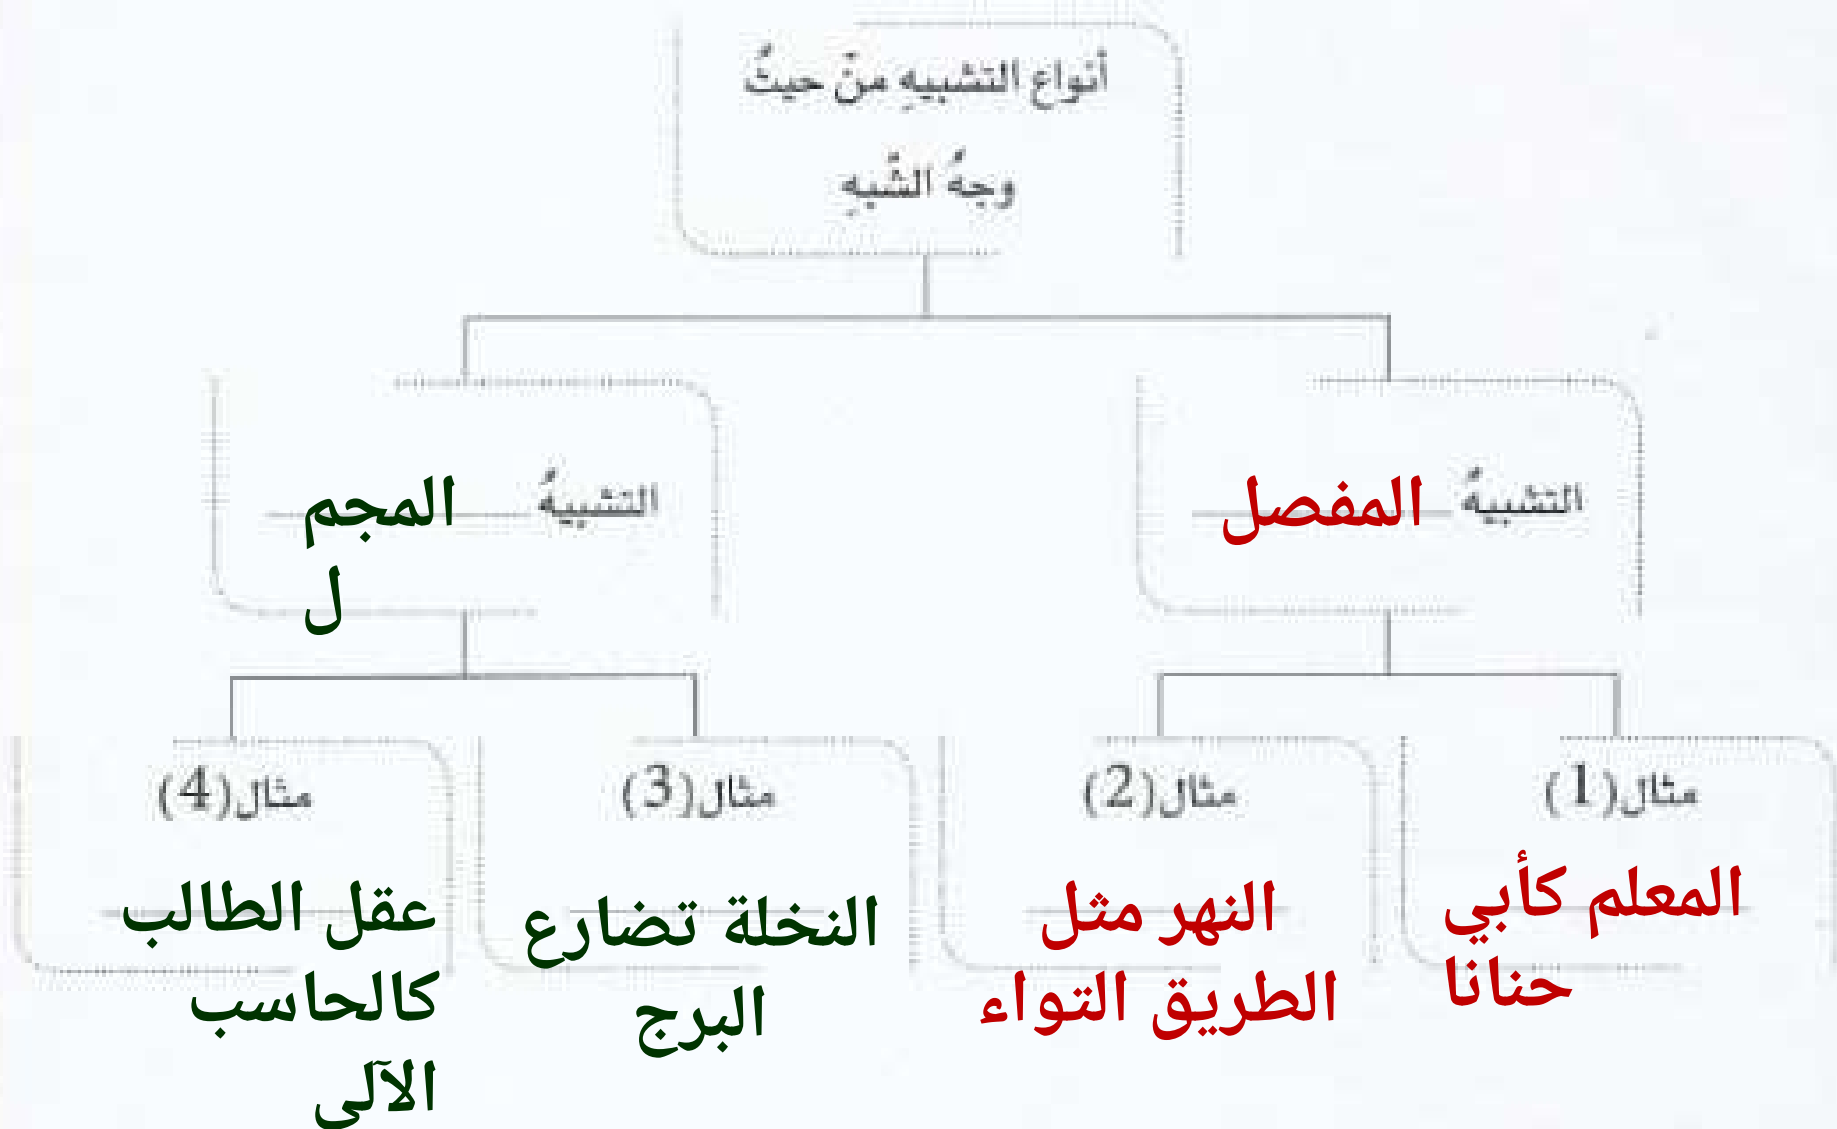 أنواع التشبيهِ منْ حيثُ
وجهُ الشّبهِ
التشبيهُ المفصل
التشبيهُ المجم
ل
مثال(1)
المعلم كأبي
حنانا
مثال(2)
النهر مثل
الطريق التواء
مثال(3)
النخلة تضارع
البرج
مثال(4)
عقل الطالب
كالحاسب
الآلي